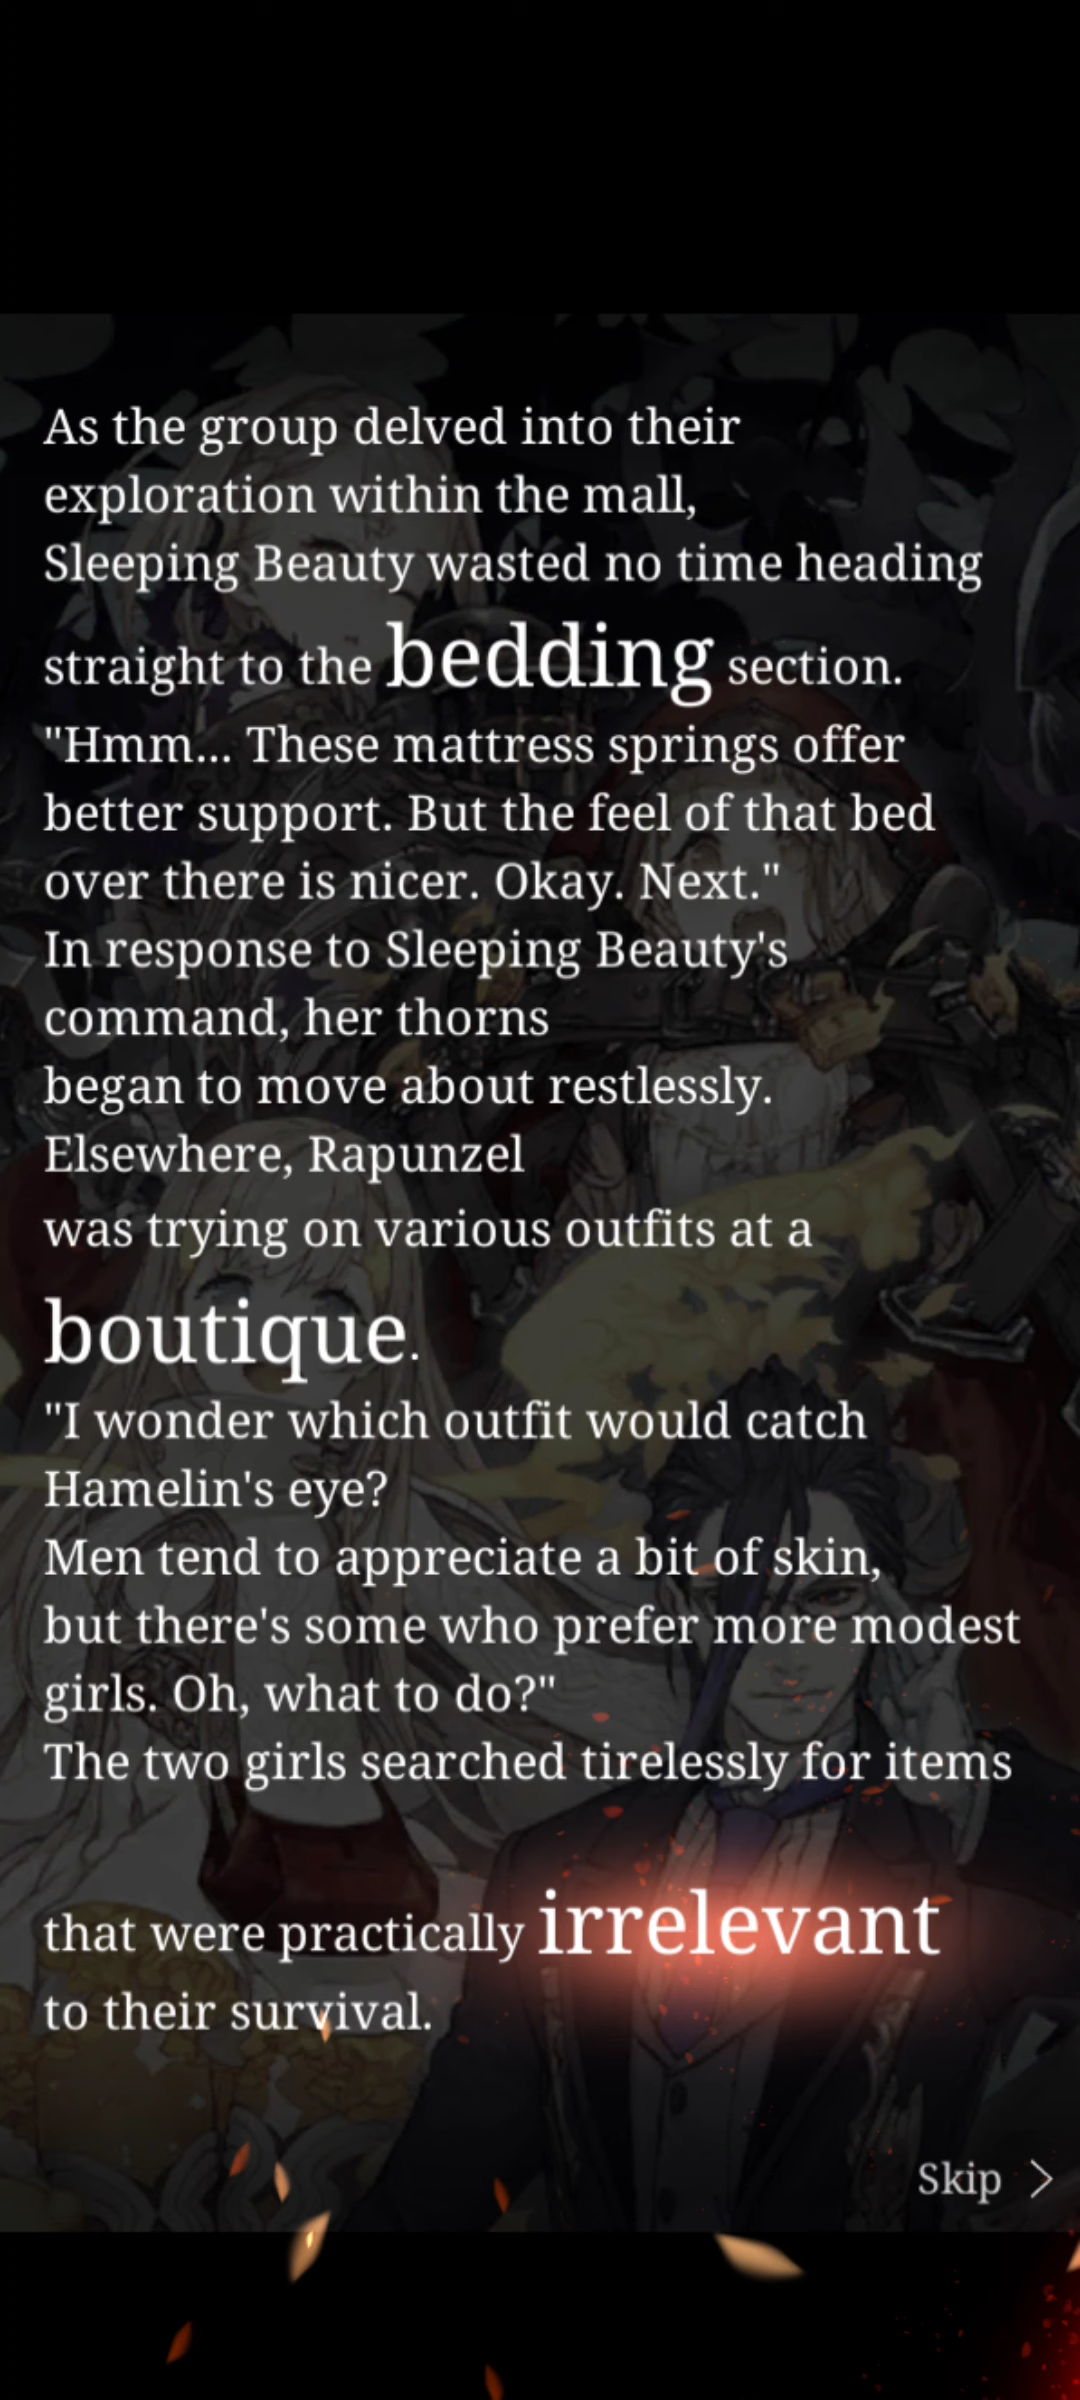 As the group delved into their
exploration within the mall,
Sleeping Beauty wasted no time heading
straight to the bedding section.
"Hmm... These mattress springs offer
better support. But the feel of that bed
over there is nicer. Okay. Next."
In response to Sleeping Beauty's
command, her thorns
began to move about restlessly.
Elsewhere, Rapunzel
was trying on various outfits at a
boutique.
"I wonder which outfit would catch
Hamelin's eye?
Men tend to appreciate a bit of skin,
but there's some who prefer more modest
girls. Oh, what to do?"
The two girls searched tirelessly for items
that were practically irrelevant
to their survival.
Skip >